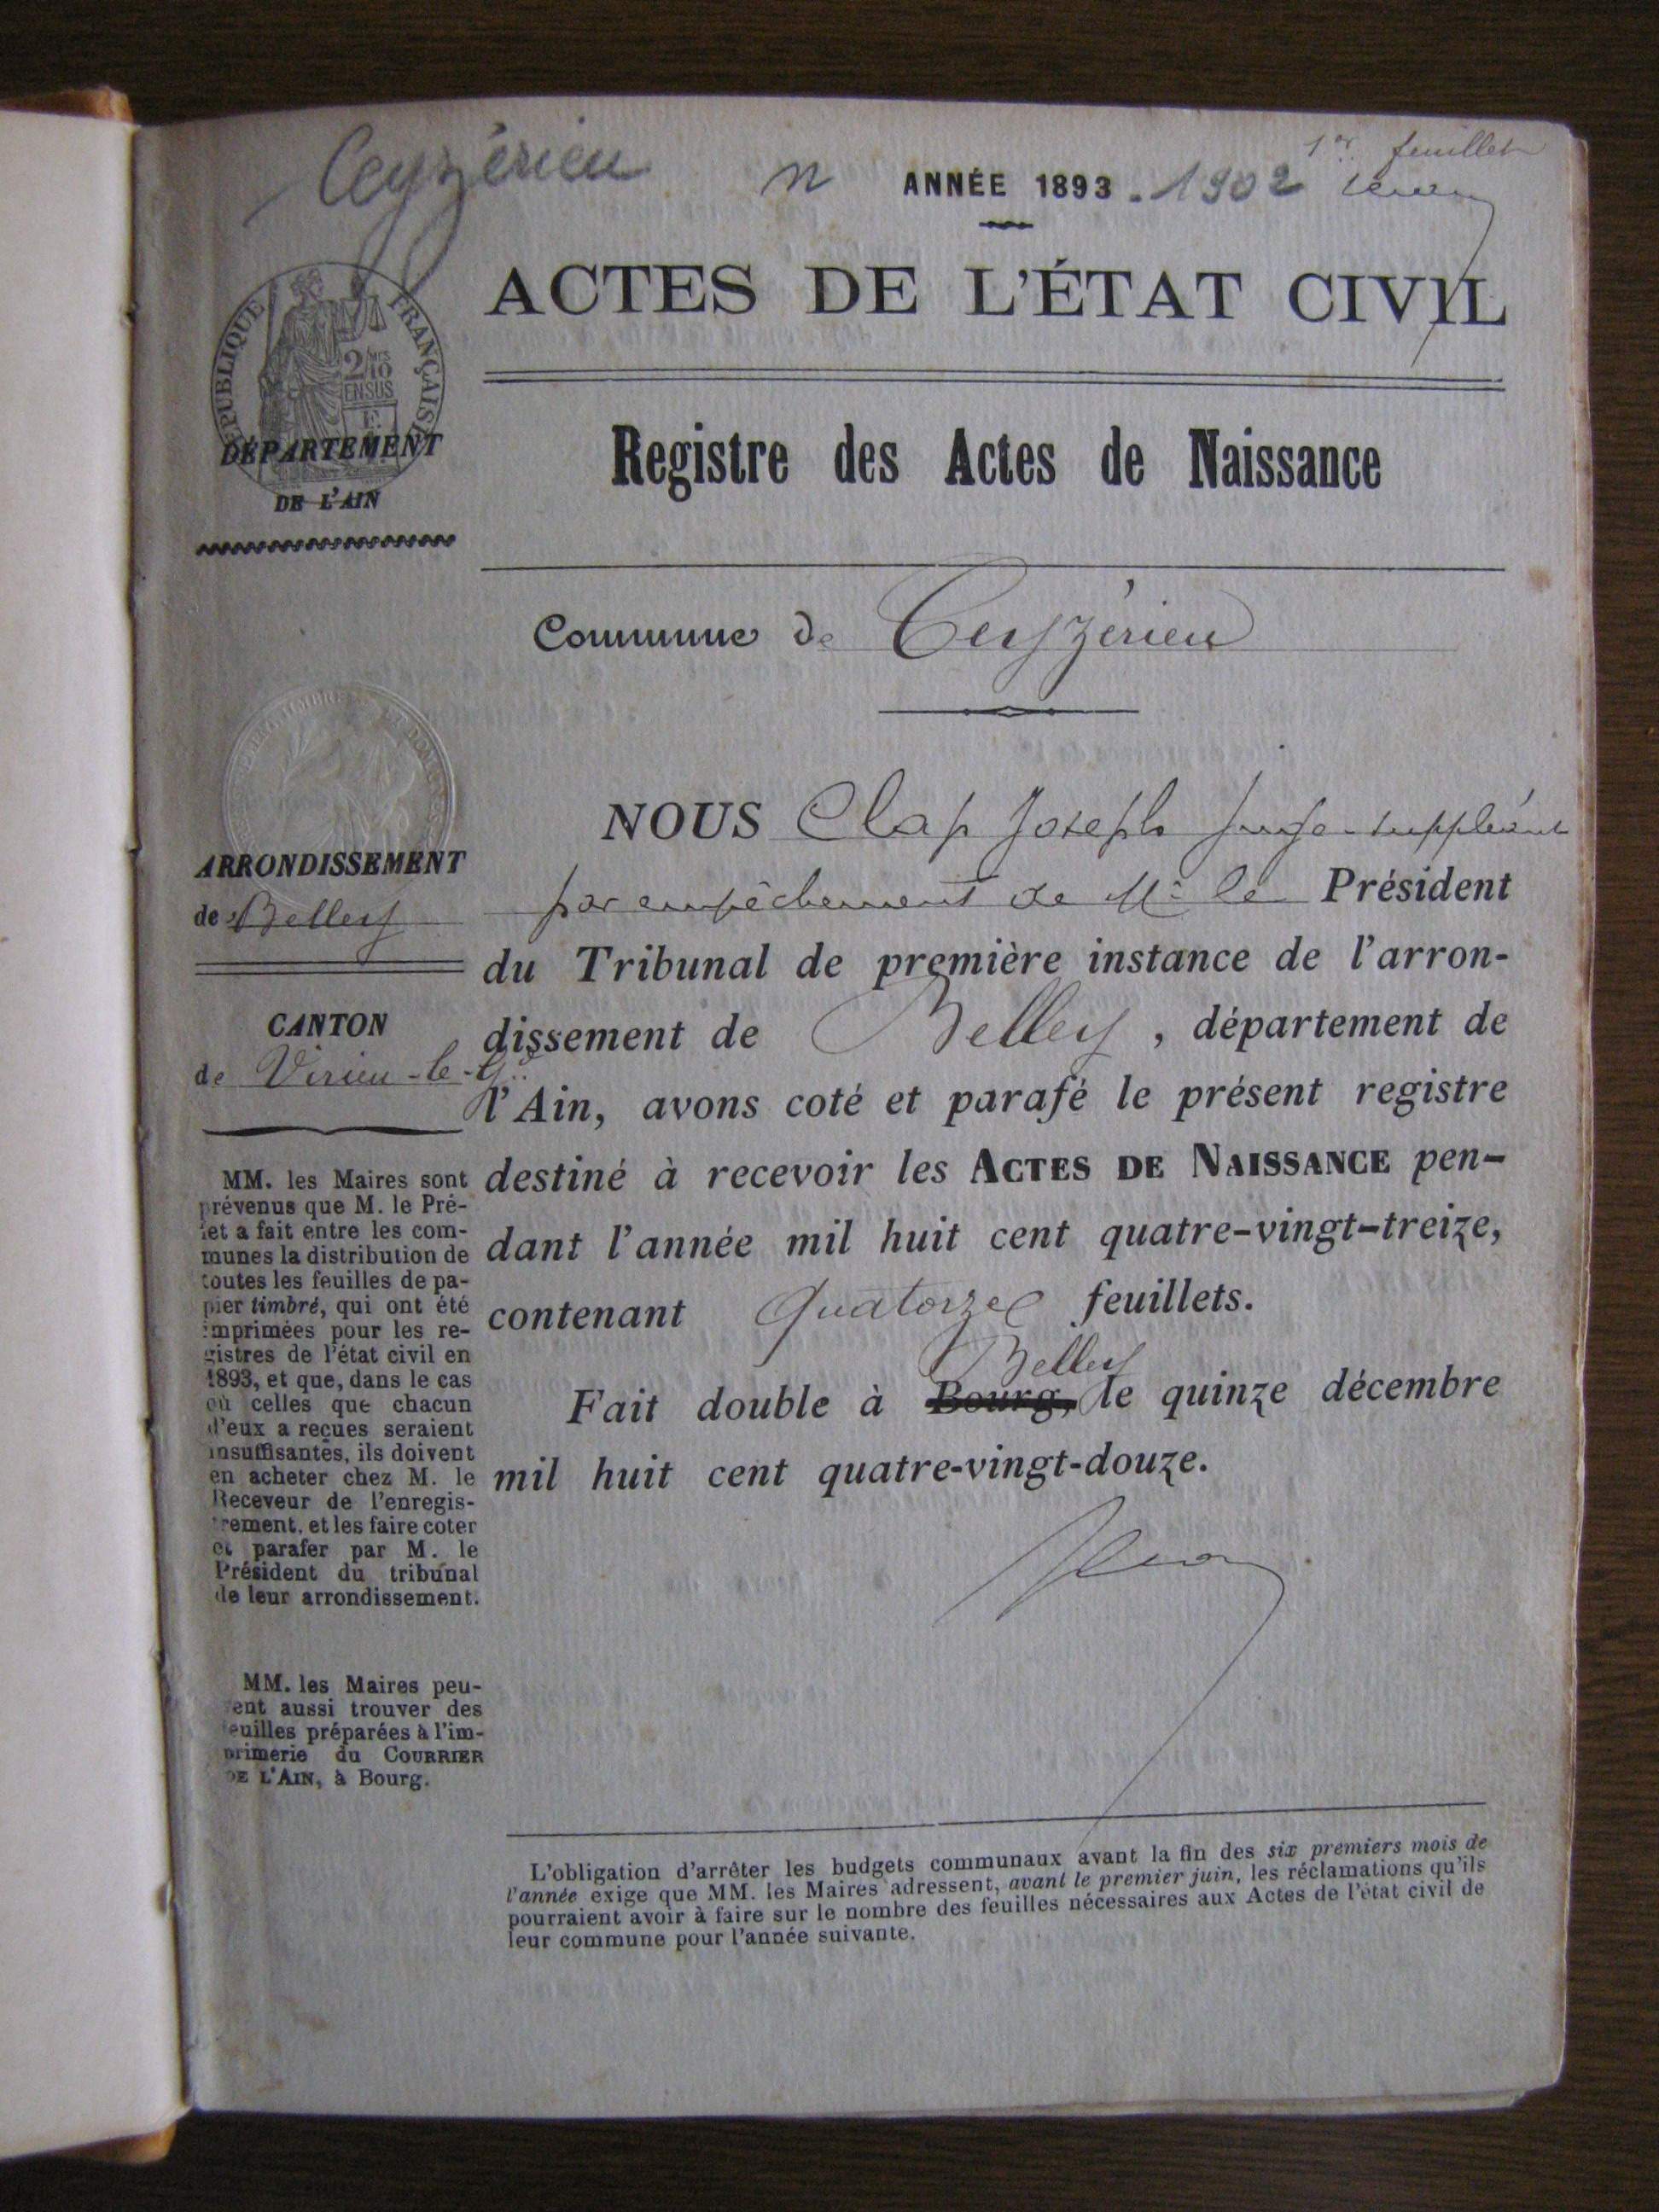 Ceyzérieu N ANNÉE 1893 - 1902 1er feuillet
ACTES DE L'ÉTAT CIVIL
RÉPUBLIQUE FRANÇAISE
2/10
EN SUS
DÉPARTEMENT
DE L'AIN
Registre des Actes de Naissance
Commune de Ceyzérieu
NOUS Clap Joseph Juge suppléant
par empêchement de Mr le Président
du Tribunal de première instance de l'arron-
dissement de Belley, département de
l'Ain, avons coté et parafé le présent registre
destiné à recevoir les ACTES DE NAISSANCE pen-
dant l'année mil huit cent quatre-vingt-treize,
contenant quatorze feuillets.
Belley
Fait double à Bourg, le quinze décembre
mil huit cent quatre-vingt-douze.
ARRONDISSEMENT
de Belley
CANTON
de Virieu-le-Gd
MM. les Maires sont
prévenus que M. le Pré-
fet a fait entre les com-
munes la distribution de
toutes les feuilles de pa-
pier timbré, qui ont été
imprimées pour les re-
gistres de l'état civil en
1893, et que, dans le cas
où celles que chacun
d'eux a reçues seraient
insuffisantes, ils doivent
en acheter chez M. le
Receveur de l'enregis-
trement, et les faire coter
et parafer par M. le
Président du tribunal
de leur arrondissement.
MM. les Maires peu-
vent aussi trouver des
feuilles préparées à l'im-
primerie du COURRIER
DE L'AIN, à Bourg.
L'obligation d'arrêter les budgets communaux avant la fin des six premiers mois de
l'année exige que MM. les Maires adressent, avant le premier juin, les réclamations qu'ils
pourraient avoir à faire sur le nombre des feuilles nécessaires aux Actes de l'état civil de
leur commune pour l'année suivante.